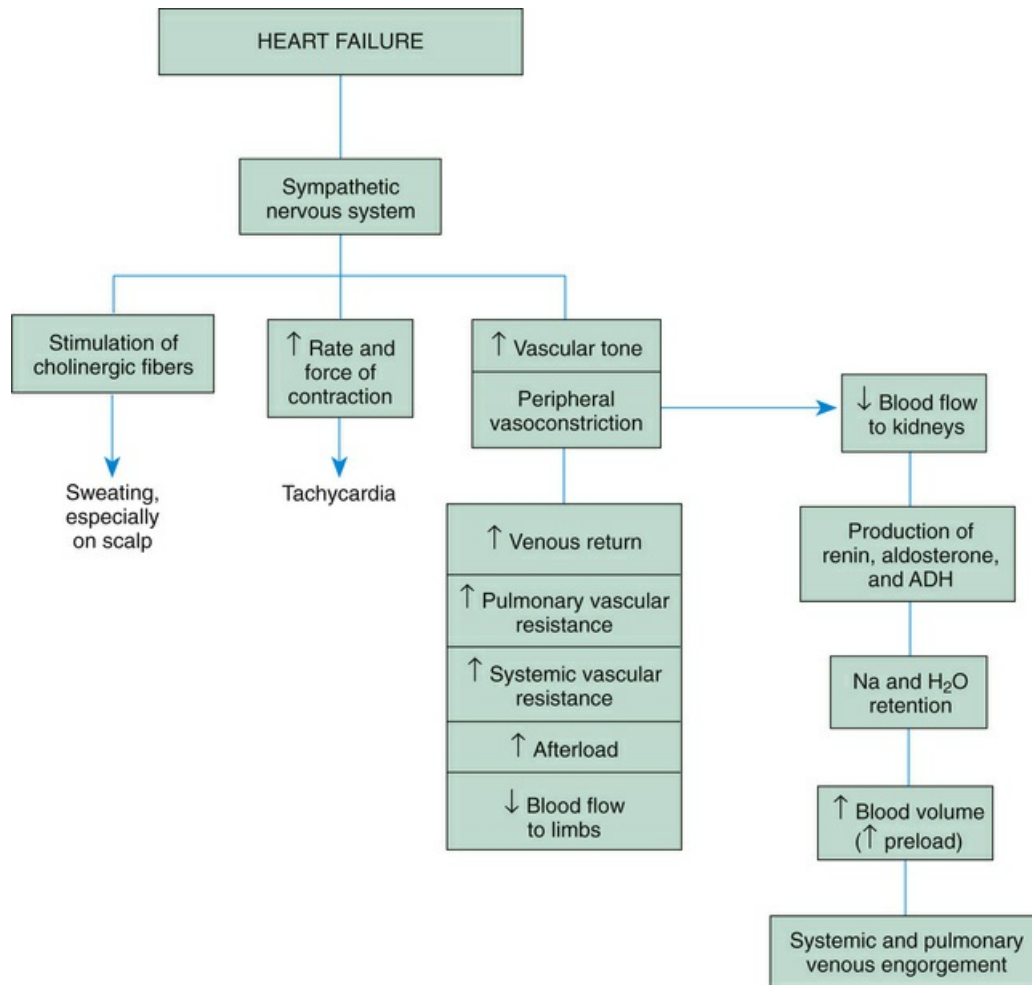 HEART FAILURE
Sympathetic
nervous system
Stimulation of
cholinergic fibers
Sweating,
especially
on scalp
↑ Rate and
force of
contraction
Tachycardia
↑ Vascular tone
Peripheral
vasoconstriction
↑ Venous return
↑ Pulmonary vascular
resistance
↑ Systemic vascular
resistance
↑ Afterload
↓ Blood flow
to limbs
↓ Blood flow
to kidneys
Production of
renin, aldosterone,
and ADH
Na and H₂O
retention
↑ Blood volume
(↑ preload)
Systemic and pulmonary
venous engorgement